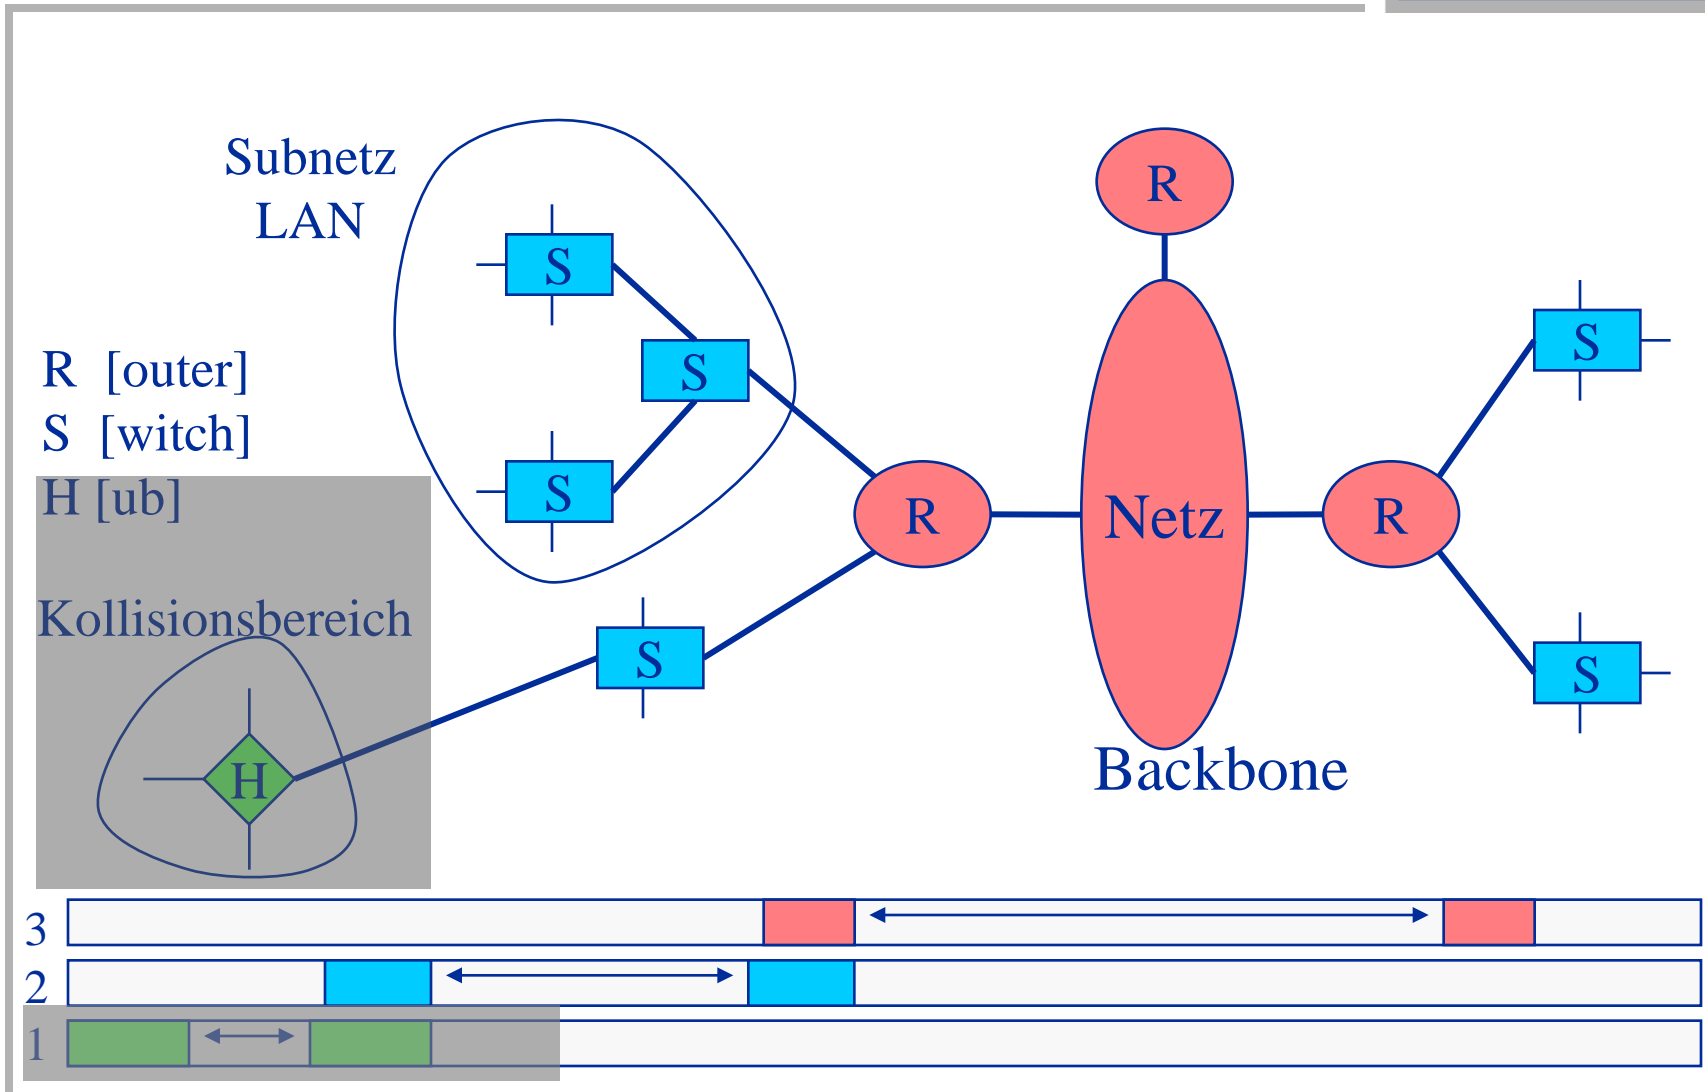 Subnetz
LAN
R [outer]
S [witch]
H [ub]
Kollisionsbereich
S
S
S
S
H
R
R
Netz
Backbone
R
S
S
3
2
1